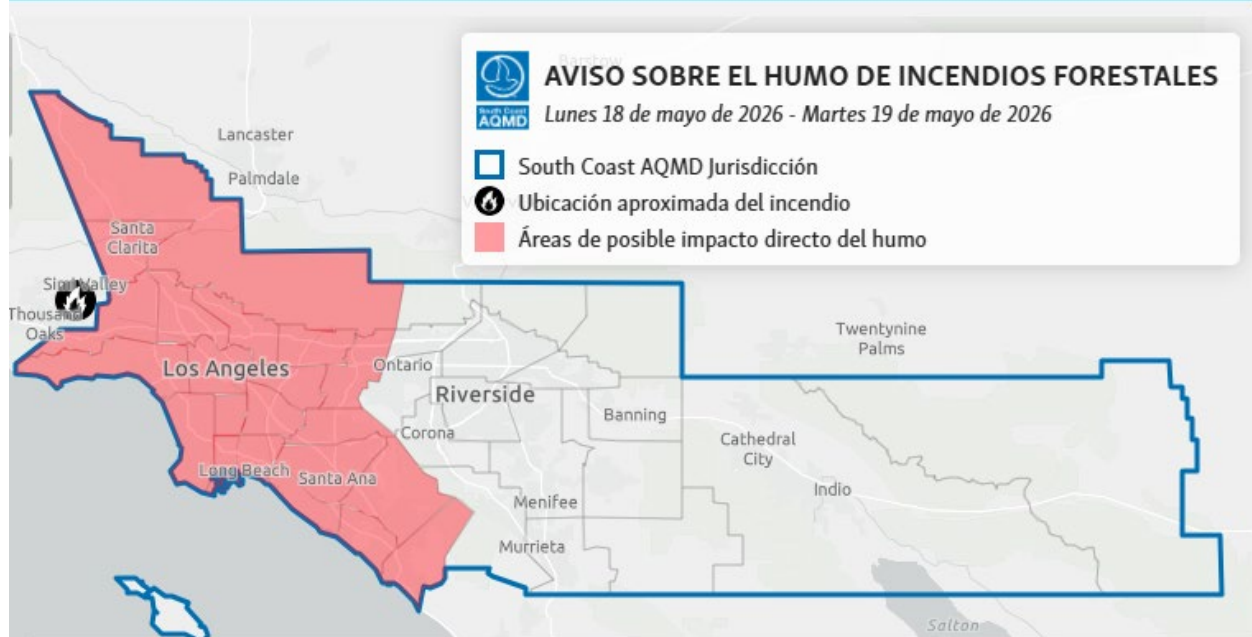 AVISO SOBRE EL HUMO DE INCENDIOS FORESTALES
South Coast
AQMD
Lunes 18 de mayo de 2026 - Martes 19 de mayo de 2026
South Coast AQMD Jurisdicción
Ubicación aproximada del incendio
Áreas de posible impacto directo del humo
Barstow
Lancaster
Palmdale
Santa
Clarita
Simi Valley
Thousand
Oaks
Los Angeles
Ontario
Riverside
Twentynine
Palms
Banning
Corona
Cathedral
City
Long Beach
Santa Ana
Indio
Menifee
Murrieta
Salton